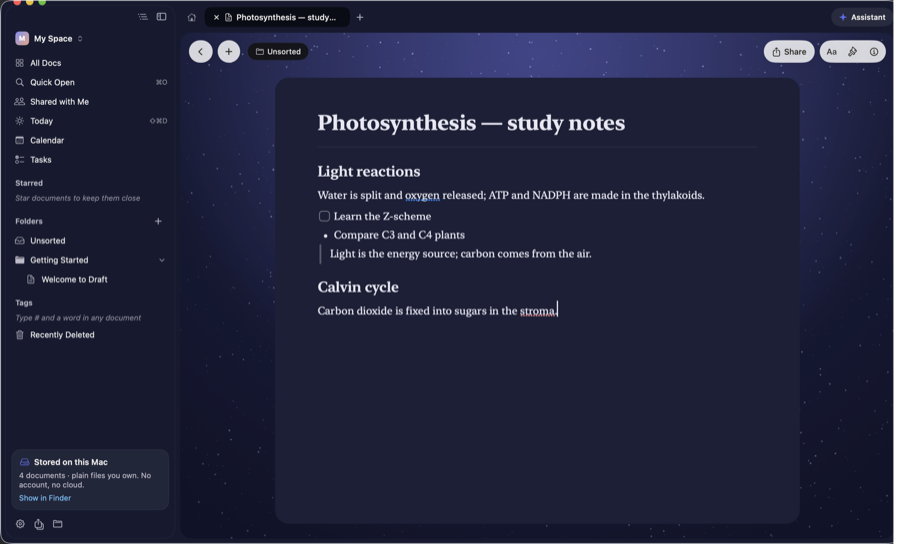 Photosynthesis — study...
Assistant
M My Space
All Docs
Quick Open ⌘O
Shared with Me
Today ⇧⌘D
Calendar
Tasks
Starred
Star documents to keep them close
Folders
Unsorted
Getting Started
Welcome to Draft
Tags
Type # and a word in any document
Recently Deleted
Stored on this Mac
4 documents · plain files you own. No
account, no cloud.
Show in Finder
Unsorted
Share
Aa
Photosynthesis — study notes
Light reactions
Water is split and oxygen released; ATP and NADPH are made in the thylakoids.
Learn the Z-scheme
• Compare C3 and C4 plants
Light is the energy source; carbon comes from the air.
Calvin cycle
Carbon dioxide is fixed into sugars in the stroma.